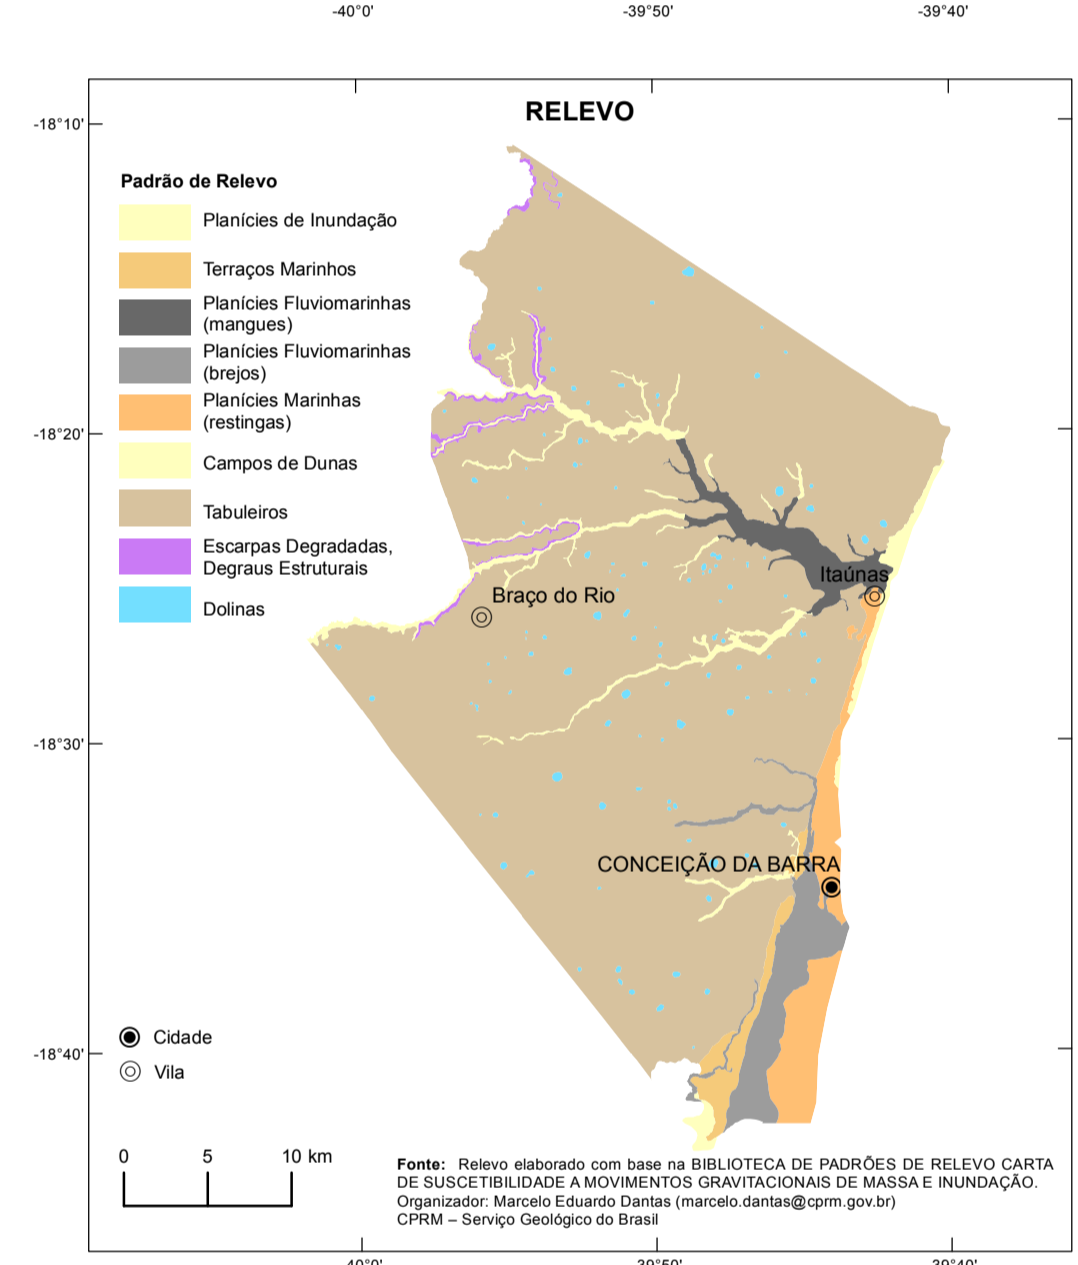 -40°0'
-39°50'
-39°40'
RELEVO
-18°10'
Padrão de Relevo
Planícies de Inundação
Terraços Marinhos
Planícies Fluviomarinhas
(mangues)
Planícies Fluviomarinhas
(brejos)
Planícies Marinhas
(restingas)
-18°20'
Campos de Dunas
Tabuleiros
Escarpas Degradadas,
Degraus Estruturais
Dolinas
Itaúnas
Braço do Rio
-18°30'
CONCEIÇÃO DA BARRA
Cidade
-18°40'
Vila
0 5 10 km
Fonte: Relevo elaborado com base na BIBLIOTECA DE PADRÕES DE RELEVO CARTA
DE SUSCETIBILIDADE A MOVIMENTOS GRAVITACIONAIS DE MASSA E INUNDAÇÃO.
Organizador: Marcelo Eduardo Dantas (marcelo.dantas@cprm.gov.br)
CPRM – Serviço Geológico do Brasil